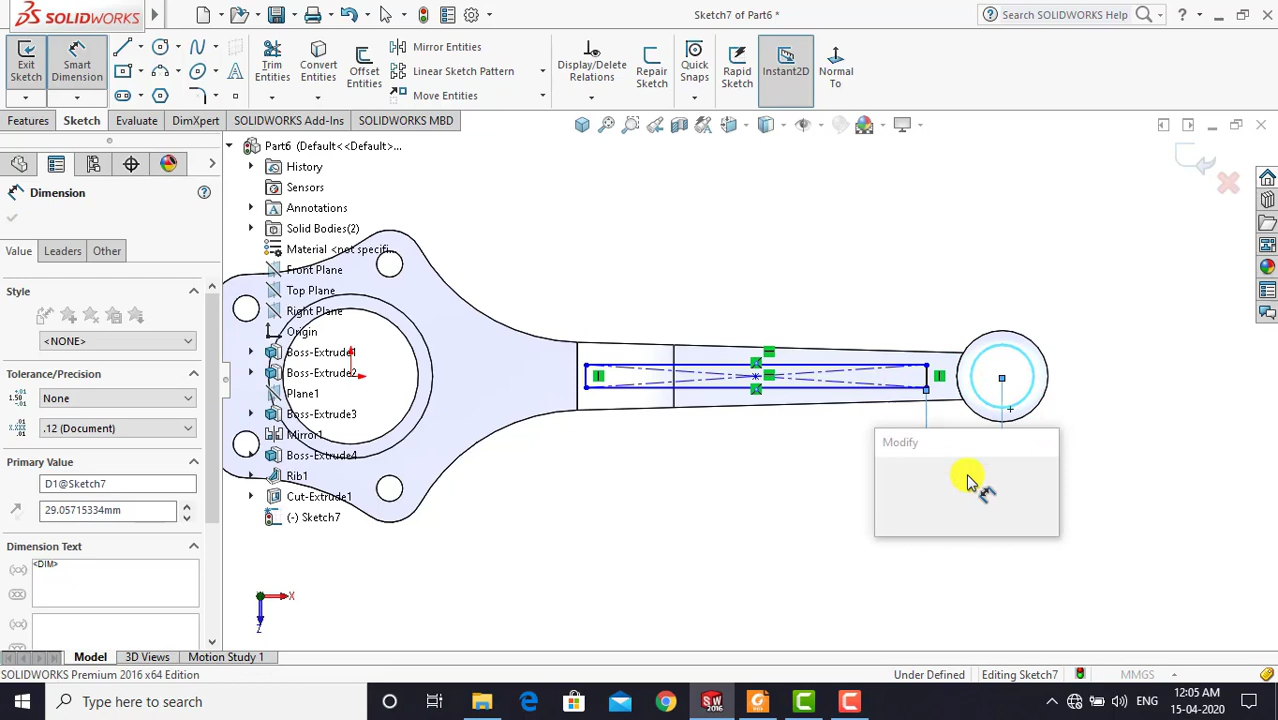 SOLIDWORKS
Sketch7 of Part6 *
Search SOLIDWORKS
Exit Sketch
Smart Dimension
Trim Entities
Convert Entities
Offset Entities
Mirror Entities
Linear Sketch Pattern
Move Entities
Display/Delete Relations
Repair Sketch
Quick Snaps
Rapid Sketch
Instant2D
Normal To
Features
Sketch
Evaluate
DimXpert
SOLIDWORKS Add-Ins
SOLIDWORKS MBD
Dimension
Value
Leaders
Other
Style
<NONE>
Tolerance/Precision
None
.12 (Document)
Primary Value
D1@Sketch7
29.05715334mm
Dimension Text
<DIM>
Part6 (Default<<Default>...
History
Sensors
Annotations
Solid Bodies(2)
Material <not specifi...
Front Plane
Top Plane
Right Plane
Origin
Boss-Extrude1
Boss-Extrude2
Plane1
Boss-Extrude3
Mirror1
Boss-Extrude4
Rib1
Cut-Extrude1
(-) Sketch7
Modify
X
Z
Model
3D Views
Motion Study 1
SOLIDWORKS Premium 2016 x64 Edition
Under Defined
Editing Sketch7
MMGS
Type here to search
ENG
12:05 AM
15-04-2020